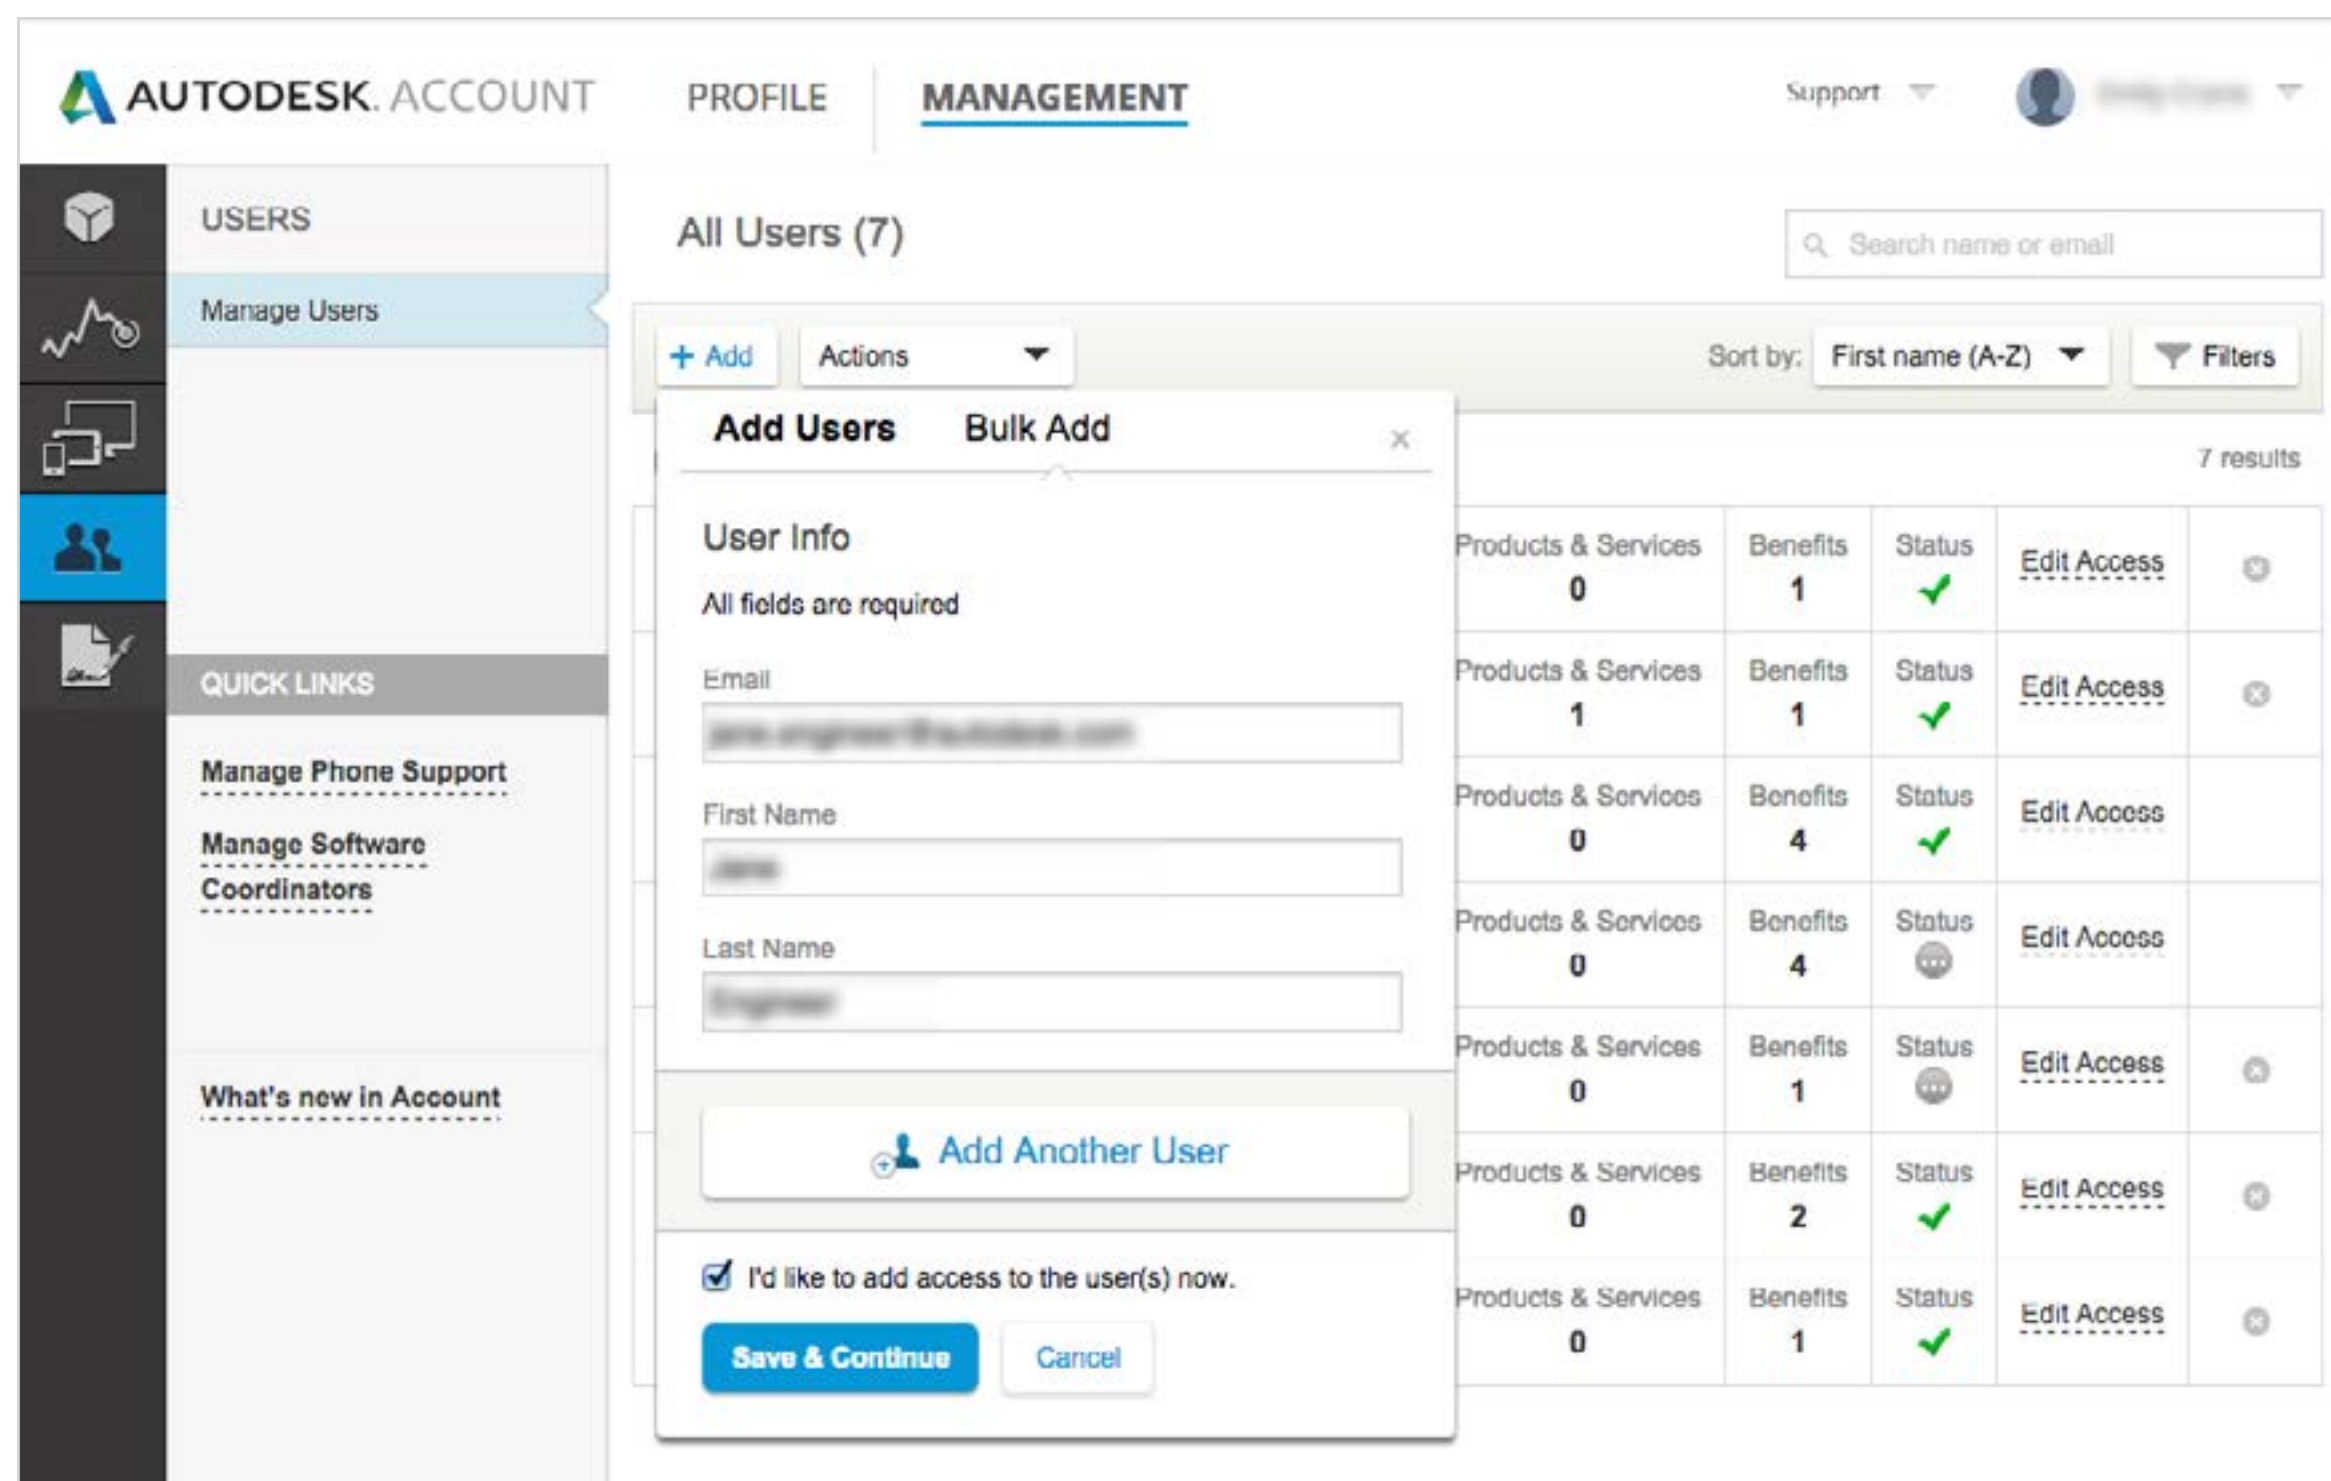 AUTODESK. ACCOUNT
PROFILE
MANAGEMENT
Support
USERS
Manage Users
QUICK LINKS
Manage Phone Support
Manage Software
Coordinators
What's new in Account
All Users (7)
Search name or email
+ Add
Actions
Sort by:
First name (A-Z)
Filters
7 results
Add Users
Bulk Add
×
User Info
All fields are required
Email
First Name
Last Name
Add Another User
I'd like to add access to the user(s) now.
Save & Continue
Cancel
Products & Services Benefits Status Edit Access
0 1
Products & Services Benefits Status Edit Access
1 1
Products & Services Benefits Status Edit Access
0 4
Products & Services Benefits Status Edit Access
0 4
Products & Services Benefits Status Edit Access
0 1
Products & Services Benefits Status Edit Access
0 2
Products & Services Benefits Status Edit Access
0 1